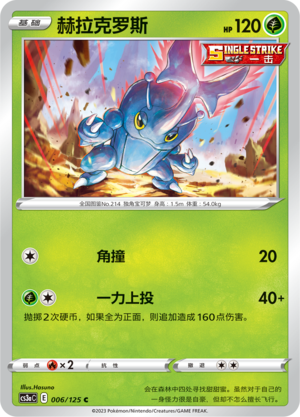 基础
赫拉克罗斯
HP 120
SINGLE STRIKE
一击
全国图鉴No.214 独角宝可梦 身高：1.5m 体重：54.0kg
角撞 20
一力上投 40+
抛掷2次硬币，如果全为正面，则追加造成160点伤害。
弱点 ×2 抵抗力 撤退
Illus.Hasuno
CS3aC E 006/125 C
会在森林中四处寻找甜甜蜜。虽然对于自己的
一身怪力很是自豪，但却不怎么擅长飞行。
©2023 Pokémon/Nintendo/Creatures/GAME FREAK.